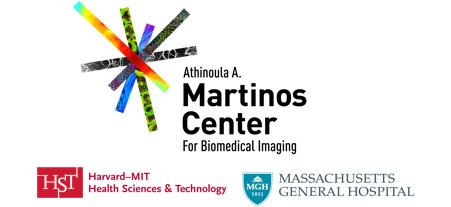 Athinoula A.
Martinos
Center
For Biomedical Imaging
HST
Harvard–MIT
Health Sciences & Technology
MGH
1811
MASSACHUSETTS
GENERAL HOSPITAL